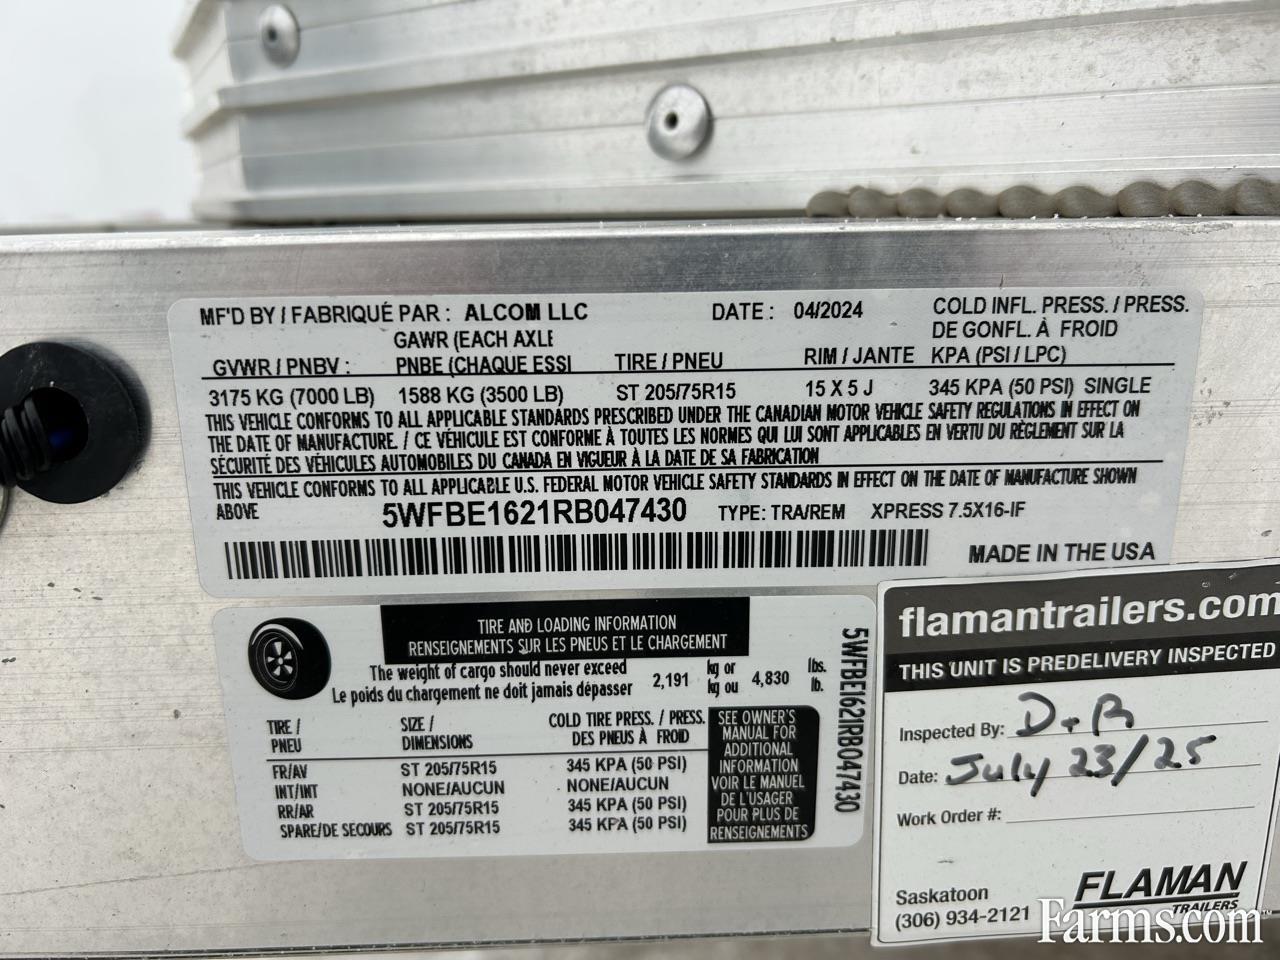 MF'D BY / FABRIQUÉ PAR : ALCOM LLC DATE : 04/2024 COLD INFL. PRESS. / PRESS.
DE GONFL. À FROID
GAWR (EACH AXLE
GVWR / PNBV : PNBE (CHAQUE ESSI TIRE / PNEU RIM / JANTE KPA (PSI / LPC)
3175 KG (7000 LB) 1588 KG (3500 LB) ST 205/75R15 15 X 5 J 345 KPA (50 PSI) SINGLE
THIS VEHICLE CONFORMS TO ALL APPLICABLE STANDARDS PRESCRIBED UNDER THE CANADIAN MOTOR VEHICLE SAFETY REGULATIONS IN EFFECT ON
THE DATE OF MANUFACTURE. / CE VÉHICULE EST CONFORME À TOUTES LES NORMES QUI LUI SONT APPLICABLES EN VERTU DU RÈGLEMENT SUR LA
SÉCURITÉ DES VÉHICULES AUTOMOBILES DU CANADA EN VIGUEUR À LA DATE DE SA FABRICATION
THIS VEHICLE CONFORMS TO ALL APPLICABLE U.S. FEDERAL MOTOR VEHICLE SAFETY STANDARDS IN EFFECT ON THE DATE OF MANUFACTURE SHOWN
ABOVE 5WFBE1621RB047430 TYPE: TRA/REM XPRESS 7.5X16-IF
MADE IN THE USA
TIRE AND LOADING INFORMATION
RENSEIGNEMENTS SUR LES PNEUS ET LE CHARGEMENT
The weight of cargo should never exceed 2,191 kg or 4,830 lbs.
Le poids du chargement ne doit jamais dépasser kg ou lb.
TIRE / SIZE / COLD TIRE PRESS. / PRESS.
PNEU DIMENSIONS DES PNEUS À FROID
FR/AV ST 205/75R15 345 KPA (50 PSI)
INT/INT NONE/AUCUN NONE/AUCUN
RR/AR ST 205/75R15 345 KPA (50 PSI)
SPARE/DE SECOURS ST 205/75R15 345 KPA (50 PSI)
SEE OWNER'S
MANUAL FOR
ADDITIONAL
INFORMATION
VOIR LE MANUEL
DE L'USAGER
POUR PLUS DE
RENSEIGNEMENTS
5WFBE1621RB047430
flamantrailers.com
THIS UNIT IS PREDELIVERY INSPECTED
Inspected By: D+R
Date: July 23/25
Work Order #:
Saskatoon
(306) 934-2121
FLAMAN
TRAILERS
Farms.com